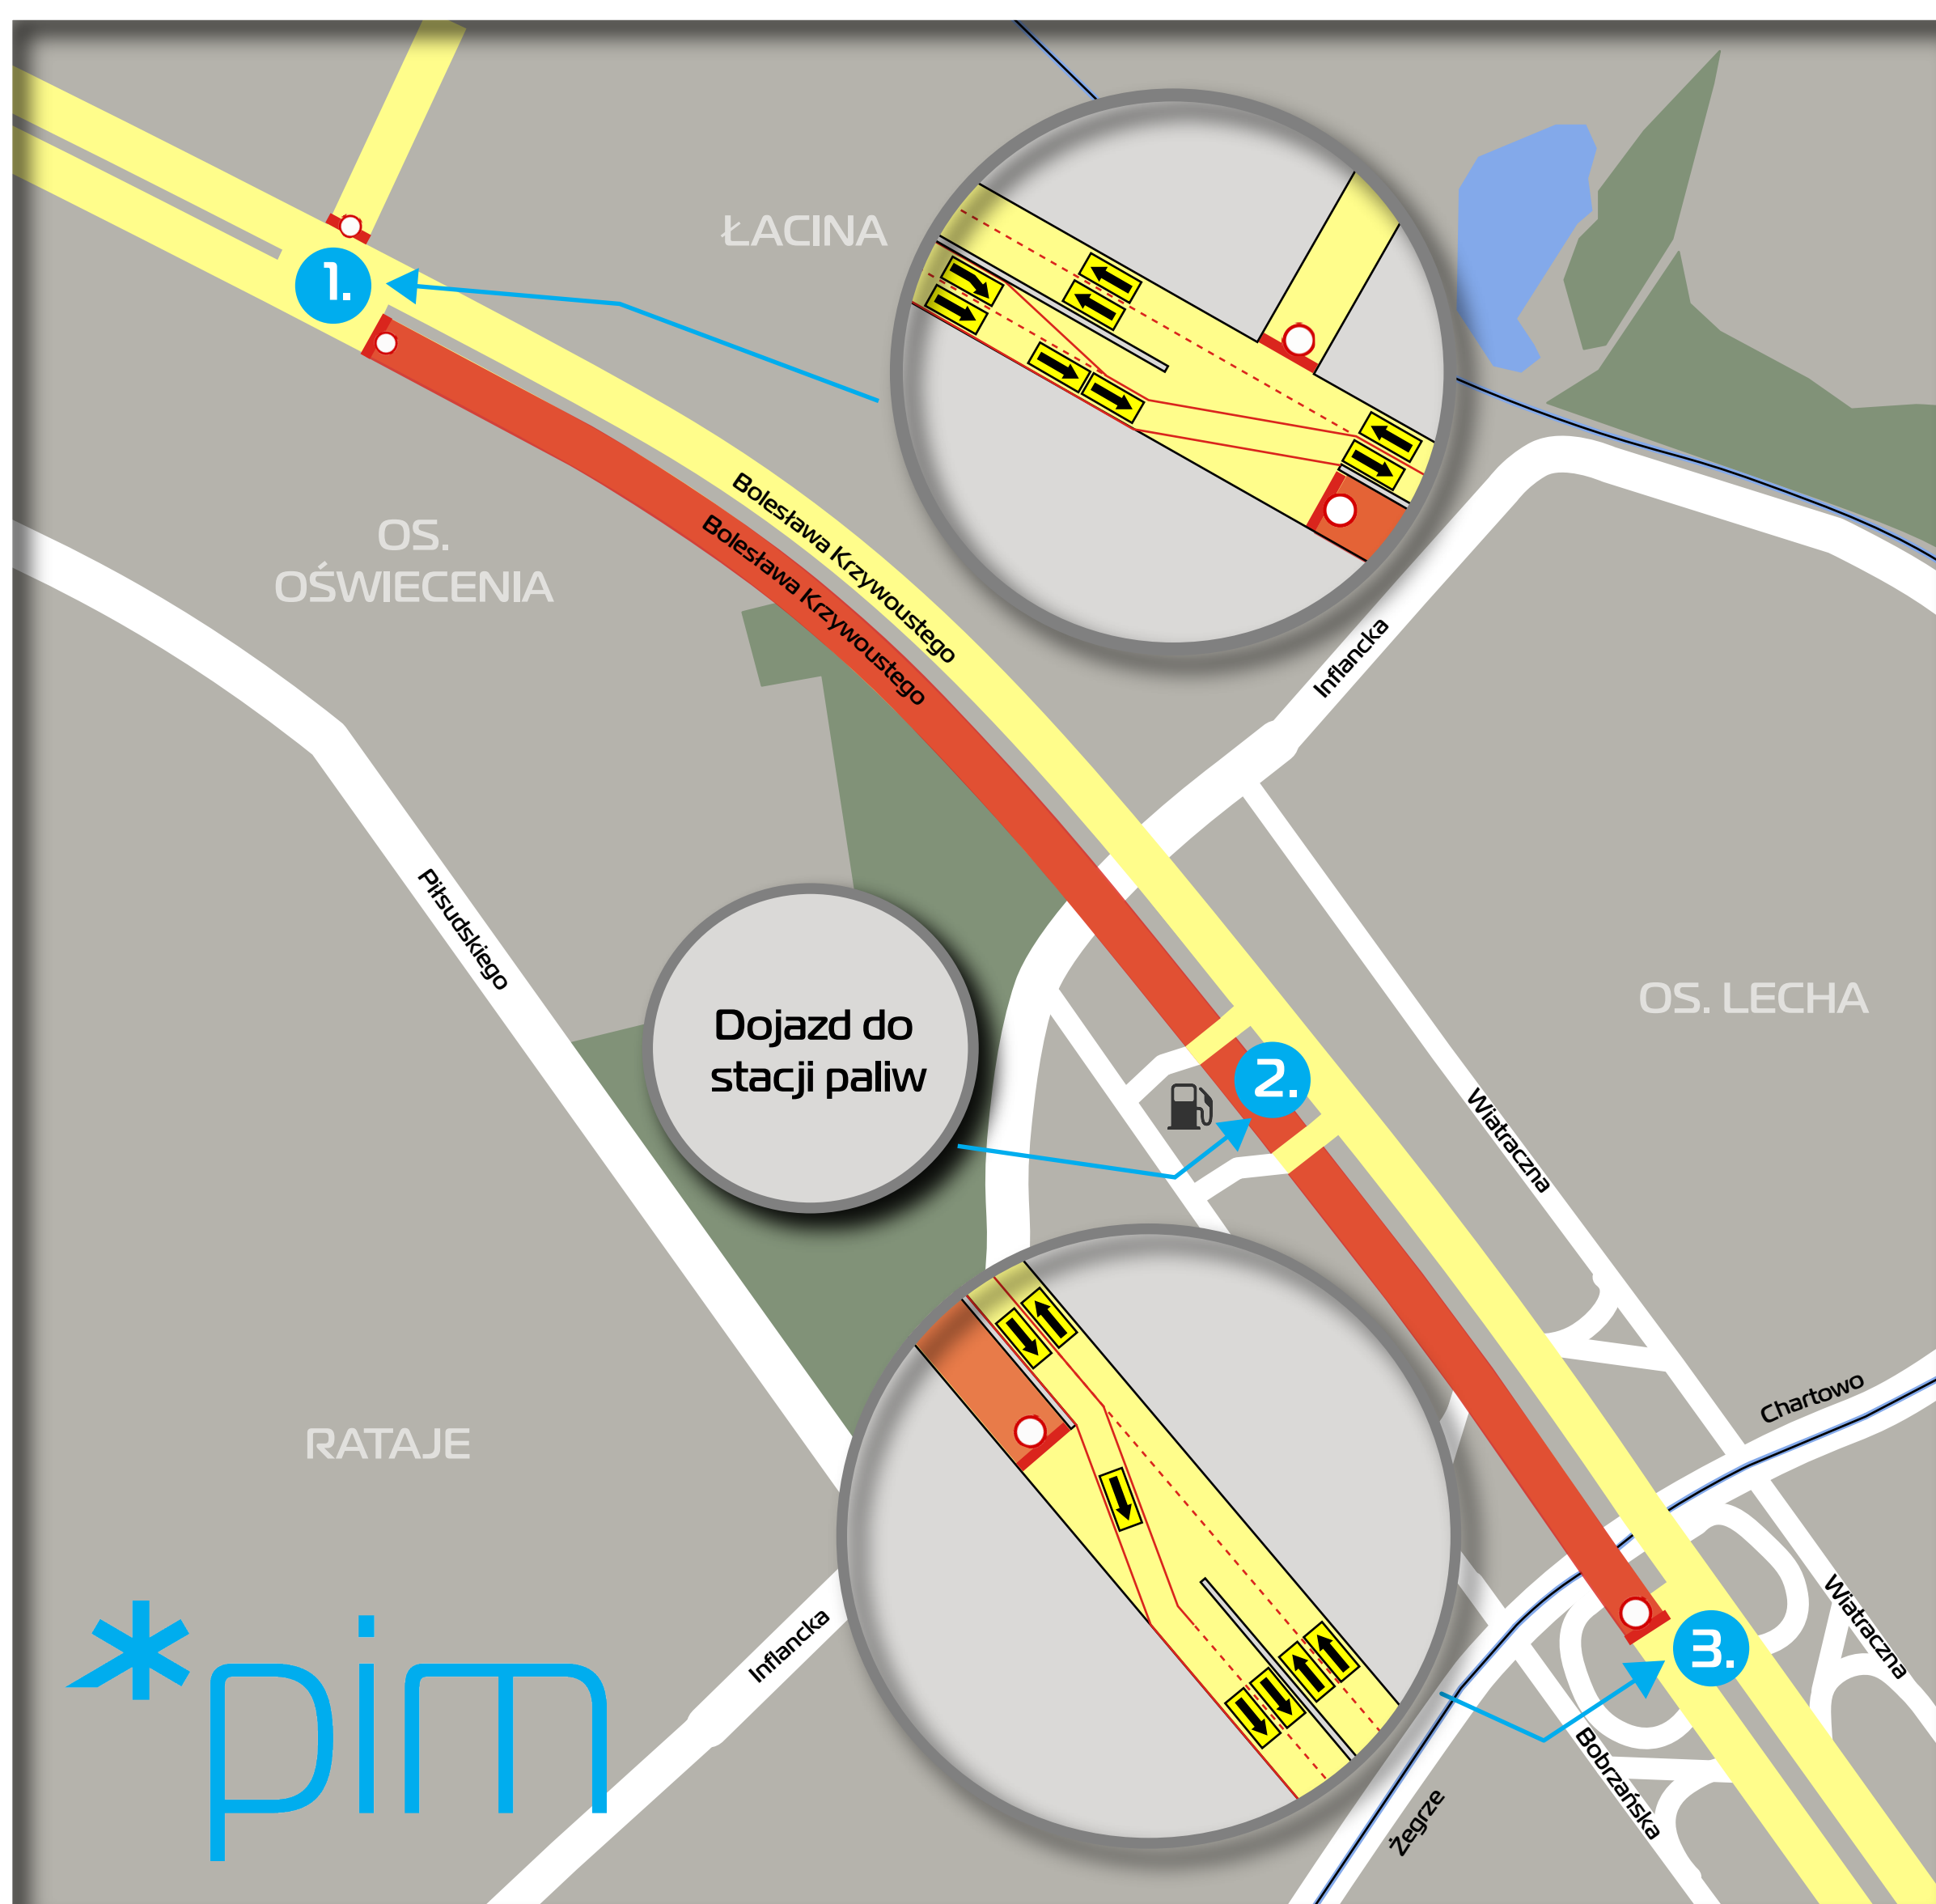 ŁACINA
1.
OS.
OŚWIECENIA
Bolesława Krzywoustego
Bolesława Krzywoustego
Inflancka
Piłsudskiego
Dojazd do
stacji paliw
OS. LECHA
2.
Wiatraczna
Chartowo
RATAJE
Wiatraczna
3.
Inflancka
Bobrzańska
Żegrze
*pim